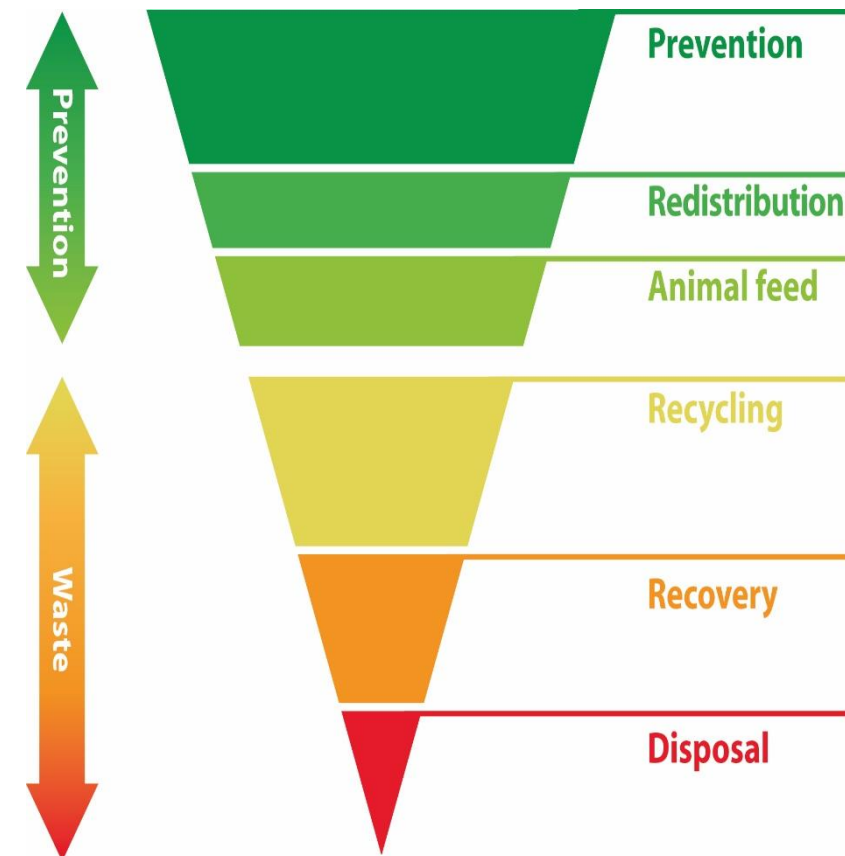 Prevention
Prevention
Redistribution
Animal feed
Waste
Recycling
Recovery
Disposal